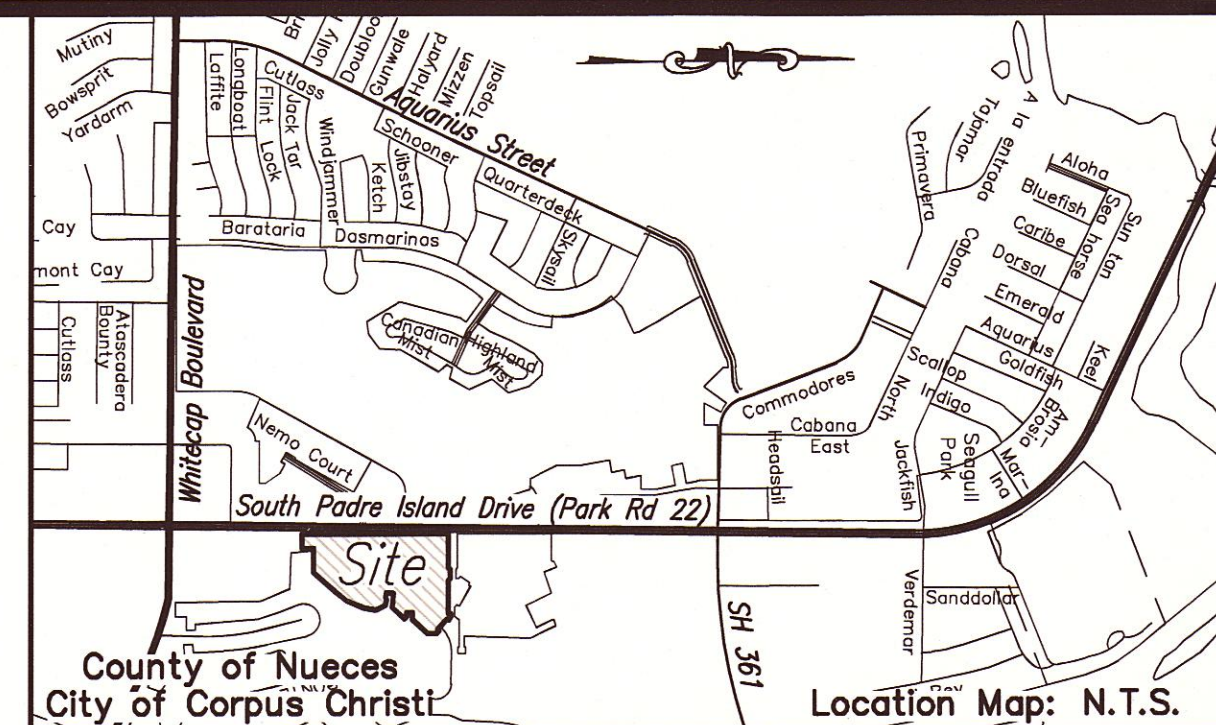 Mutiny
Bowsprit
Yardarm
Cay
mont Cay
Cutlass
Atascadera
Bounty
Laffite
Longboat
Cutlass
Flint
Lock
Jack Tar
Windjammer
Jolly
Gunwale
Halyard
Mizzen
Topsail
Aquarius Street
Schooner
Ketch
Jibstay
Quarterdeck
Skysail
Barataria
Dasmarinas
Canadian
Mist
Highland
Mist
Whitecap Boulevard
Nemo Court
South Padre Island Drive (Park Rd 22)
Site
Commodores
Cabana
East
Headsail
Primavera
Tajamar
A la entrada
Cabana
North
Aloha
Bluefish
Caribe
Dorsal
Emerald
Aquarius
Goldfish
Sea horse
Sun tan
Keel
Scallop
Indigo
Am-
Brosia
Mar-
Ina
Seagull
Park
Jackfish
Verdemar
Sanddollar
SH 361
County of Nueces
City of Corpus Christi
Location Map: N.T.S.